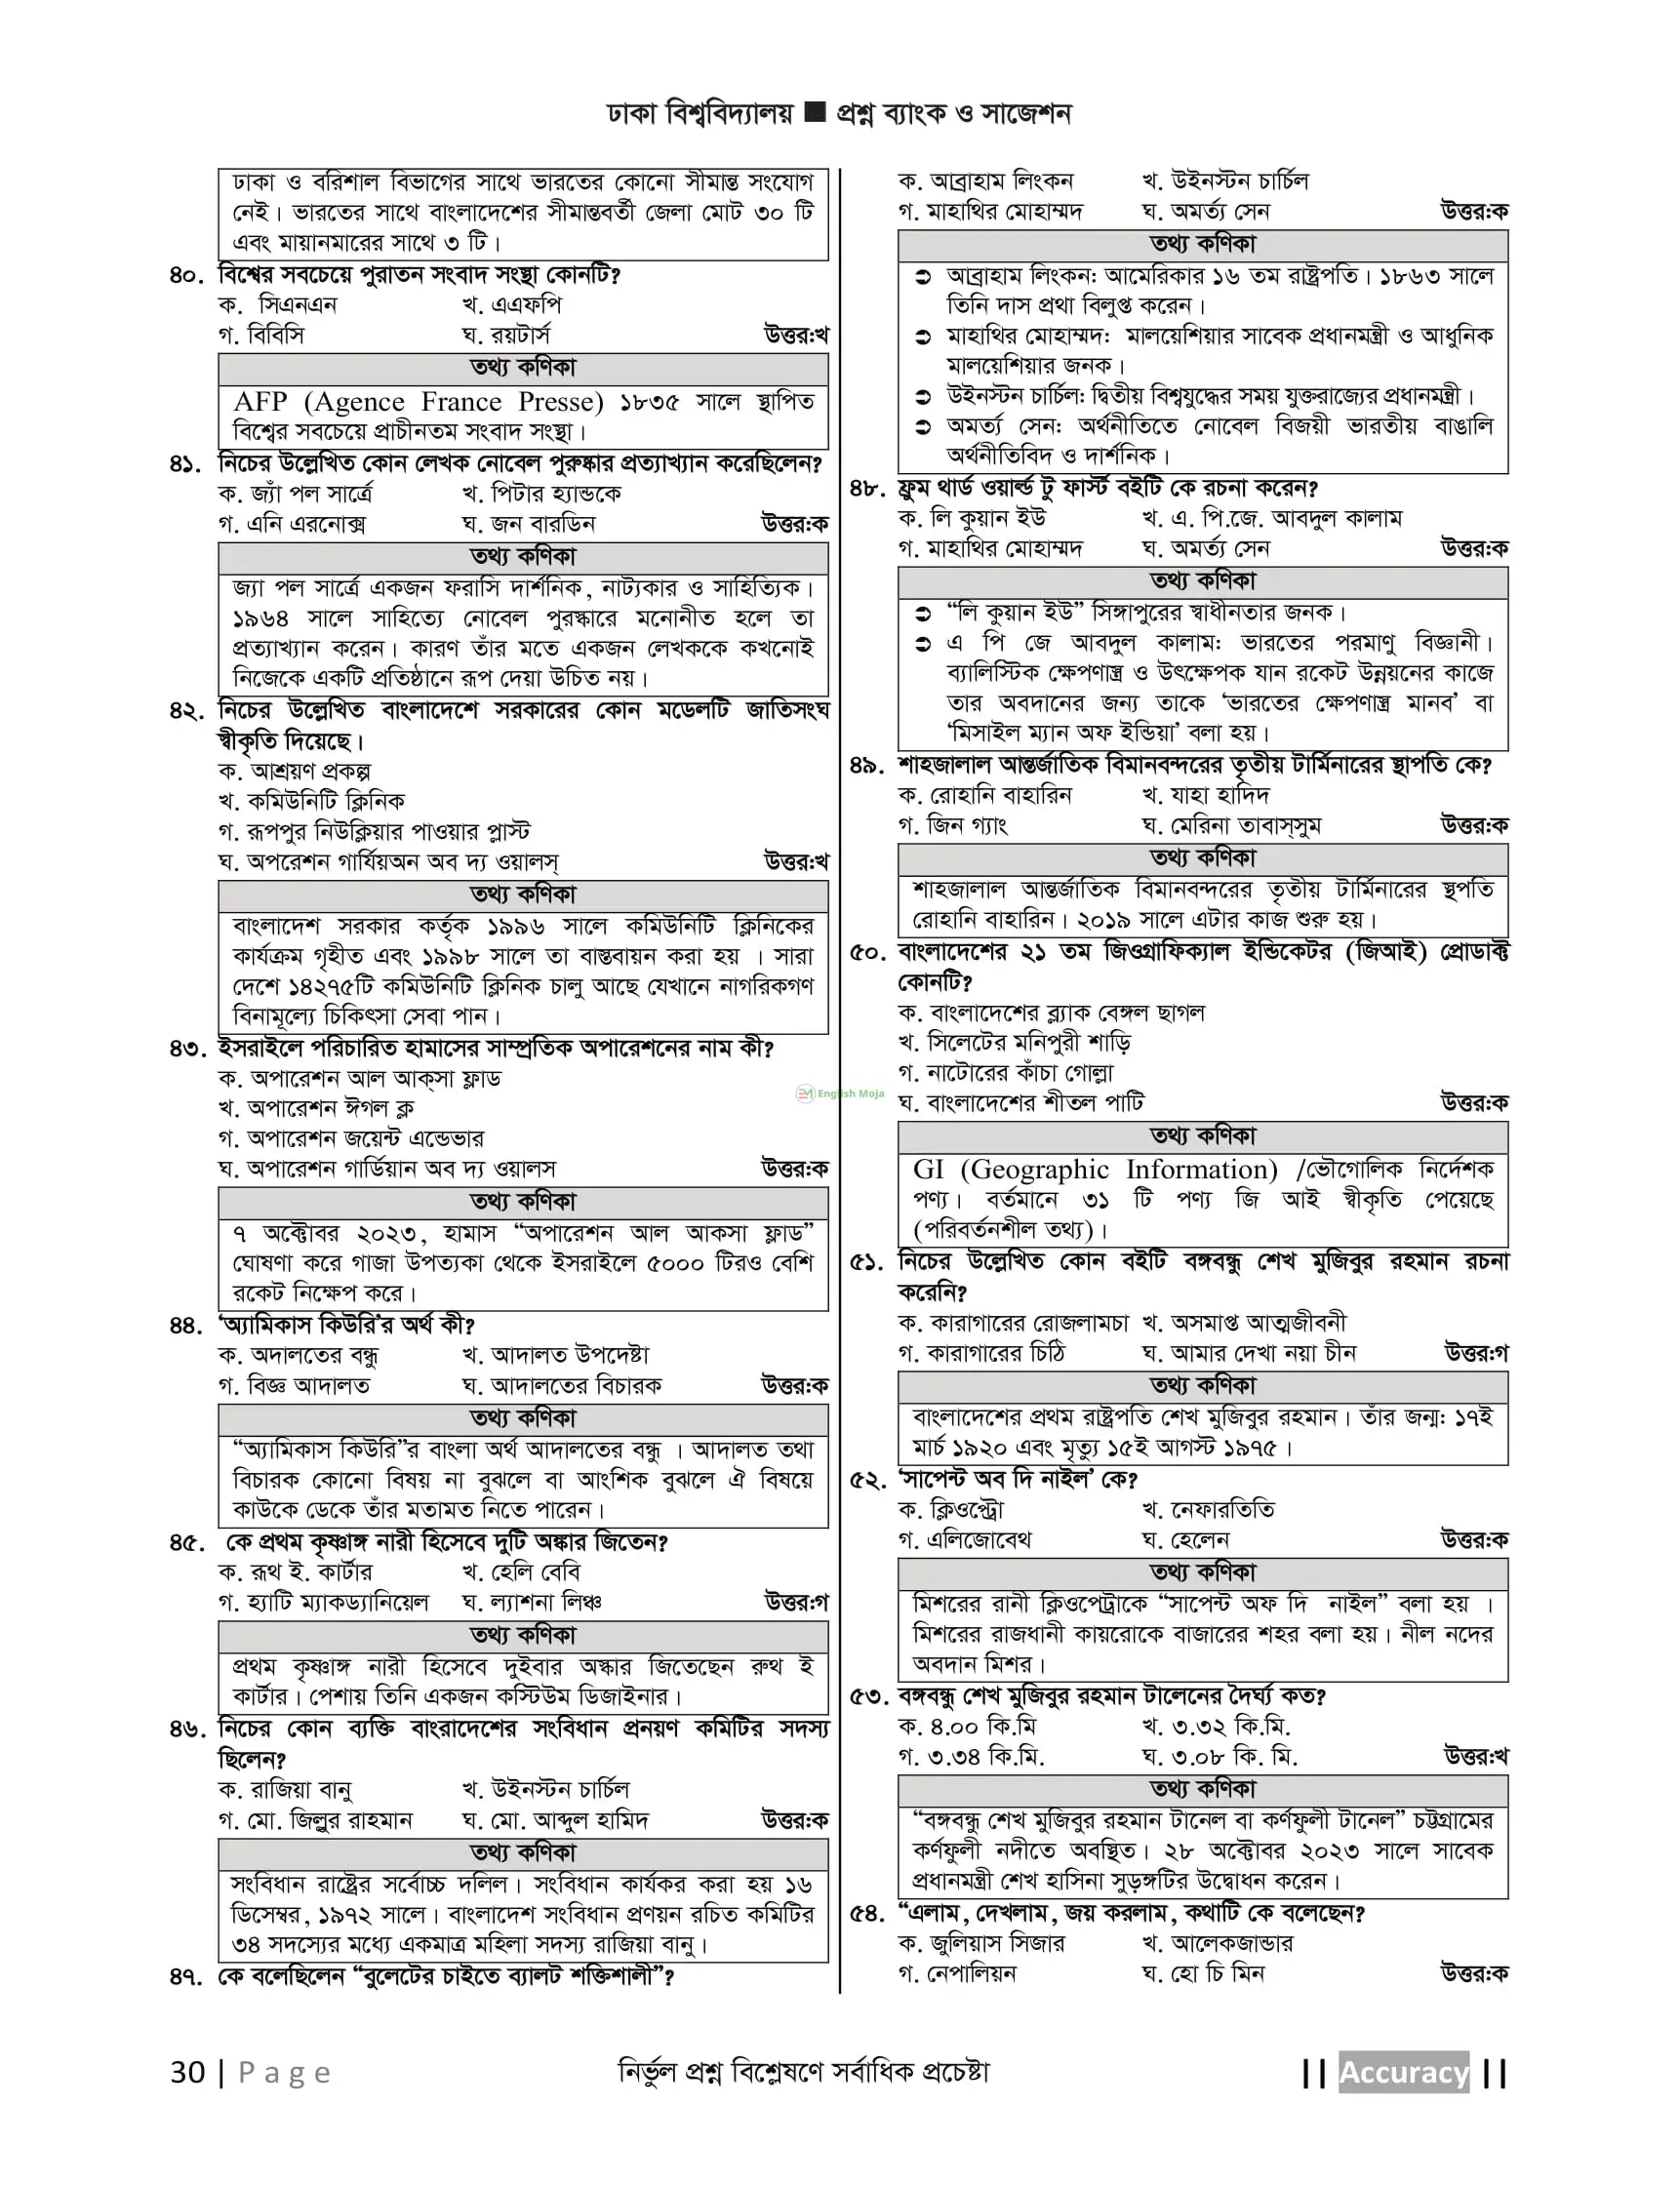 ঢাকা বিশ্ববিদ্যালয় ■ প্রশ্ন ব্যাংক ও সাজেশন
ঢাকা ও বরিশাল বিভাগের সাথে ভারতের কোনো সীমান্ত সংযোগ
নেই। ভারতের সাথে বাংলাদেশের সীমান্তবর্তী জেলা মোট ৩০ টি
এবং মায়ানমারের সাথে ৩ টি।
৪০. বিশ্বের সবচেয়ে পুরাতন সংবাদ সংস্থা কোনটি?
ক. সিএনএন খ. এএফপি
গ. বিবিসি ঘ. রয়টার্স উত্তর:খ
তথ্য কণিকা
AFP (Agence France Presse) ১৮৩৫ সালে স্থাপিত
বিশ্বের সবচেয়ে প্রাচীনতম সংবাদ সংস্থা।
৪১. নিচের উল্লেখিত কোন লেখক নোবেল পুরুষ্কার প্রত্যাখ্যান করেছিলেন?
ক. জ্যাঁ পল সার্ত্রে খ. পিটার হ্যান্ডকে
গ. এনি এরনোক্স ঘ. জন বারডিন উত্তর:ক
তথ্য কণিকা
জ্যা পল সার্ত্রে একজন ফরাসি দার্শনিক, নাট্যকার ও সাহিত্যিক।
১৯৬৪ সালে সাহিত্যে নোবেল পুরস্কারে মনোনীত হলে তা
প্রত্যাখ্যান করেন। কারণ তাঁর মতে একজন লেখককে কখনোই
নিজেকে একটি প্রতিষ্ঠানে রূপ দেয়া উচিত নয়।
৪২. নিচের উল্লেখিত বাংলাদেশে সরকারের কোন মডেলটি জাতিসংঘ
স্বীকৃতি দিয়েছে।
ক. আশ্রয়ণ প্রকল্প
খ. কমিউনিটি ক্লিনিক
গ. রূপপুর নিউক্লিয়ার পাওয়ার প্লাস্ট
ঘ. অপরেশন গার্যিয়অন অব দ্য ওয়ালস্ উত্তর:খ
তথ্য কণিকা
বাংলাদেশ সরকার কর্তৃক ১৯৯৬ সালে কমিউনিটি ক্লিনিকের
কার্যক্রম গৃহীত এবং ১৯৯৮ সালে তা বাস্তবায়ন করা হয় । সারা
দেশে ১৪২৭৫টি কমিউনিটি ক্লিনিক চালু আছে যেখানে নাগরিকগণ
বিনামূল্যে চিকিৎসা সেবা পান।
৪৩. ইসরাইলে পরিচারিত হামাসের সাম্প্রতিক অপারেশনের নাম কী?
ক. অপারেশন আল আক্‌সা ফ্লাড
খ. অপারেশন ঈগল ক্ল
গ. অপারেশন জয়েন্ট এন্ডেভার
ঘ. অপারেশন গার্ডিয়ান অব দ্য ওয়ালস উত্তর:ক
তথ্য কণিকা
৭ অক্টোবর ২০২৩, হামাস “অপারেশন আল আকসা ফ্লাড”
ঘোষণা করে গাজা উপত্যকা থেকে ইসরাইলে ৫০০০ টিরও বেশি
রকেট নিক্ষেপ করে।
৪৪. ‘অ্যামিকাস কিউরি’র অর্থ কী?
ক. অদালতের বন্ধু খ. আদালত উপদেষ্টা
গ. বিজ্ঞ আদালত ঘ. আদালতের বিচারক উত্তর:ক
তথ্য কণিকা
“অ্যামিকাস কিউরি”র বাংলা অর্থ আদালতের বন্ধু । আদালত তথা
বিচারক কোনো বিষয় না বুঝলে বা আংশিক বুঝলে ঐ বিষয়ে
কাউকে ডেকে তাঁর মতামত নিতে পারেন।
৪৫. কে প্রথম কৃষ্ণাঙ্গ নারী হিসেবে দুটি অস্কার জিতেন?
ক. রূথ ই. কার্টার খ. হেলি বেবি
গ. হ্যাটি ম্যাকড্যানিয়েল ঘ. ল্যাশনা লিঞ্চ উত্তর:গ
তথ্য কণিকা
প্রথম কৃষ্ণাঙ্গ নারী হিসেবে দুইবার অস্কার জিতেছেন রুথ ই
কার্টার। পেশায় তিনি একজন কস্টিউম ডিজাইনার।
৪৬. নিচের কোন ব্যক্তি বাংরাদেশের সংবিধান প্রনয়ণ কমিটির সদস্য
ছিলেন?
ক. রাজিয়া বানু খ. উইনস্টন চার্চিল
গ. মো. জিল্লুর রাহমান ঘ. মো. আব্দুল হামিদ উত্তর:ক
তথ্য কণিকা
সংবিধান রাষ্ট্রের সর্বোচ্চ দলিল। সংবিধান কার্যকর করা হয় ১৬
ডিসেম্বর, ১৯৭২ সালে। বাংলাদেশ সংবিধান প্রণয়ন রচিত কমিটির
৩৪ সদস্যের মধ্যে একমাত্র মহিলা সদস্য রাজিয়া বানু।
৪৭. কে বলেছিলেন “বুলেটের চাইতে ব্যালট শক্তিশালী”?
ক. আব্রাহাম লিংকন খ. উইনস্টন চার্চিল
গ. মাহাথির মোহাম্মদ ঘ. অমর্ত্য সেন উত্তর:ক
তথ্য কণিকা
➲ আব্রাহাম লিংকন: আমেরিকার ১৬ তম রাষ্ট্রপতি। ১৮৬৩ সালে
তিনি দাস প্রথা বিলুপ্ত করেন।
➲ মাহাথির মোহাম্মদ: মালয়েশিয়ার সাবেক প্রধানমন্ত্রী ও আধুনিক
মালয়েশিয়ার জনক।
➲ উইনস্টন চার্চিল: দ্বিতীয় বিশ্বযুদ্ধের সময় যুক্তরাজ্যের প্রধানমন্ত্রী।
➲ অমর্ত্য সেন: অর্থনীতিতে নোবেল বিজয়ী ভারতীয় বাঙালি
অর্থনীতিবিদ ও দার্শনিক।
৪৮. ফ্রুম থার্ড ওয়ার্ল্ড টু ফার্স্ট বইটি কে রচনা করেন?
ক. লি কুয়ান ইউ খ. এ. পি.জে. আবদুল কালাম
গ. মাহাথির মোহাম্মদ ঘ. অমর্ত্য সেন উত্তর:ক
তথ্য কণিকা
➲ “লি কুয়ান ইউ” সিঙ্গাপুরের স্বাধীনতার জনক।
➲ এ পি জে আবদুল কালাম: ভারতের পরমাণু বিজ্ঞানী।
ব্যালিস্টিক ক্ষেপণাস্ত্র ও উৎক্ষেপক যান রকেট উন্নয়নের কাজে
তার অবদানের জন্য তাকে ‘ভারতের ক্ষেপণাস্ত্র মানব’ বা
‘মিসাইল ম্যান অফ ইন্ডিয়া’ বলা হয়।
৪৯. শাহজালাল আন্তর্জাতিক বিমানবন্দরের তৃতীয় টার্মিনারের স্থাপতি কে?
ক. রোহানি বাহারিন খ. যাহা হাদিদ
গ. জিন গ্যাং ঘ. মেরিনা তাবাস্সুম উত্তর:ক
তথ্য কণিকা
শাহজালাল আন্তর্জাতিক বিমানবন্দরের তৃতীয় টার্মিনারের স্থপতি
রোহানি বাহারিন। ২০১৯ সালে এটার কাজ শুরু হয়।
৫০. বাংলাদেশের ২১ তম জিওগ্রাফিক্যাল ইন্ডিকেটর (জিআই) প্রোডাক্ট
কোনটি?
ক. বাংলাদেশের ব্ল্যাক বেঙ্গল ছাগল
খ. সিলেটের মনিপুরী শাড়ি
গ. নাটোরের কাঁচা গোল্লা
ঘ. বাংলাদেশের শীতল পাটি উত্তর:ক
তথ্য কণিকা
GI (Geographic Information) /ভৌগোলিক নির্দেশক
পণ্য। বর্তমানে ৩১ টি পণ্য জি আই স্বীকৃতি পেয়েছে
(পরিবর্তনশীল তথ্য)।
৫১. নিচের উল্লেখিত কোন বইটি বঙ্গবন্ধু শেখ মুজিবুর রহমান রচনা
করেনি?
ক. কারাগারের রোজলামচা খ. অসমাপ্ত আত্মজীবনী
গ. কারাগারের চিঠি ঘ. আমার দেখা নয়া চীন উত্তর:গ
তথ্য কণিকা
বাংলাদেশের প্রথম রাষ্ট্রপতি শেখ মুজিবুর রহমান। তাঁর জন্ম: ১৭ই
মার্চ ১৯২০ এবং মৃত্যু ১৫ই আগস্ট ১৯৭৫।
৫২. ‘সাপেন্ট অব দি নাইল’ কে?
ক. ক্লিওপ্ট্রো খ. নেফারতিতি
গ. এলিজোবেথ ঘ. হেলেন উত্তর:ক
তথ্য কণিকা
মিশরের রানী ক্লিওপেট্রাকে “সাপেন্ট অফ দি নাইল” বলা হয় ।
মিশরের রাজধানী কায়রোকে বাজারের শহর বলা হয়। নীল নদের
অবদান মিশর।
৫৩. বঙ্গবন্ধু শেখ মুজিবুর রহমান টালেনের দৈর্ঘ্য কত?
ক. ৪.০০ কি.মি খ. ৩.৩২ কি.মি.
গ. ৩.৩৪ কি.মি. ঘ. ৩.০৮ কি. মি. উত্তর:খ
তথ্য কণিকা
“বঙ্গবন্ধু শেখ মুজিবুর রহমান টানেল বা কর্ণফুলী টানেল” চট্টগ্রামের
কর্ণফুলী নদীতে অবস্থিত। ২৮ অক্টোবর ২০২৩ সালে সাবেক
প্রধানমন্ত্রী শেখ হাসিনা সুড়ঙ্গটির উদ্বোধন করেন।
৫৪. “এলাম, দেখলাম, জয় করলাম, কথাটি কে বলেছেন?
ক. জুলিয়াস সিজার খ. আলেকজান্ডার
গ. নেপালিয়ন ঘ. হো চি মিন উত্তর:ক
English Moja
30 | Page নির্ভুল প্রশ্ন বিশ্লেষণে সর্বাধিক প্রচেষ্টা || Accuracy ||